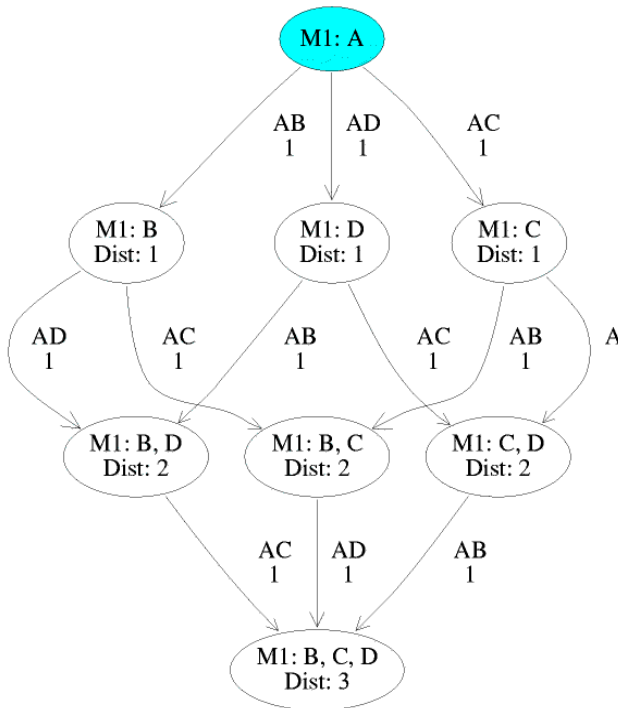 M1: A
AB
1
AD
1
AC
1
M1: B
Dist: 1
M1: D
Dist: 1
M1: C
Dist: 1
AD
1
AC
1
AB
1
AC
1
AB
1
M1: B, D
Dist: 2
M1: B, C
Dist: 2
M1: C, D
Dist: 2
AC
1
AD
1
AB
1
M1: B, C, D
Dist: 3